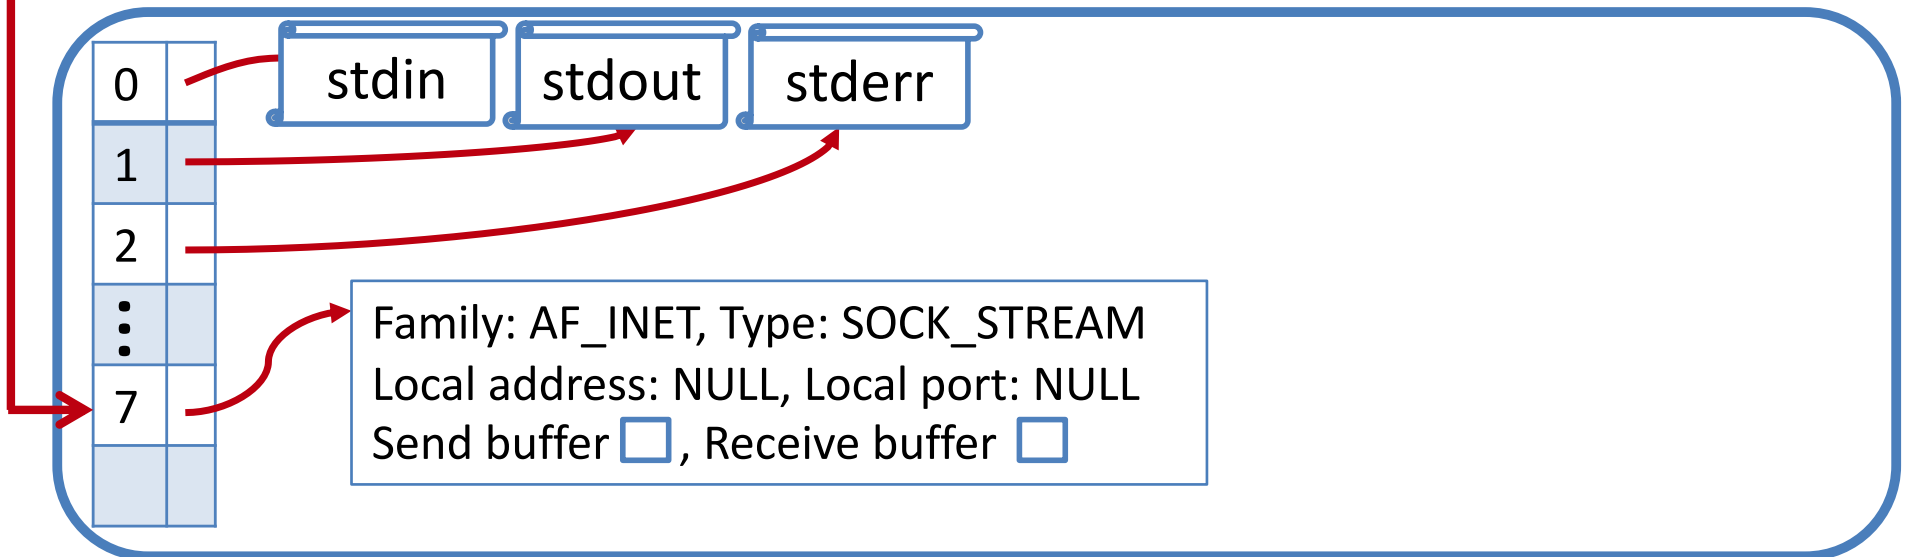 0
stdin
stdout
stderr
1
2
⋮
7
Family: AF_INET, Type: SOCK_STREAM
Local address: NULL, Local port: NULL
Send buffer , Receive buffer